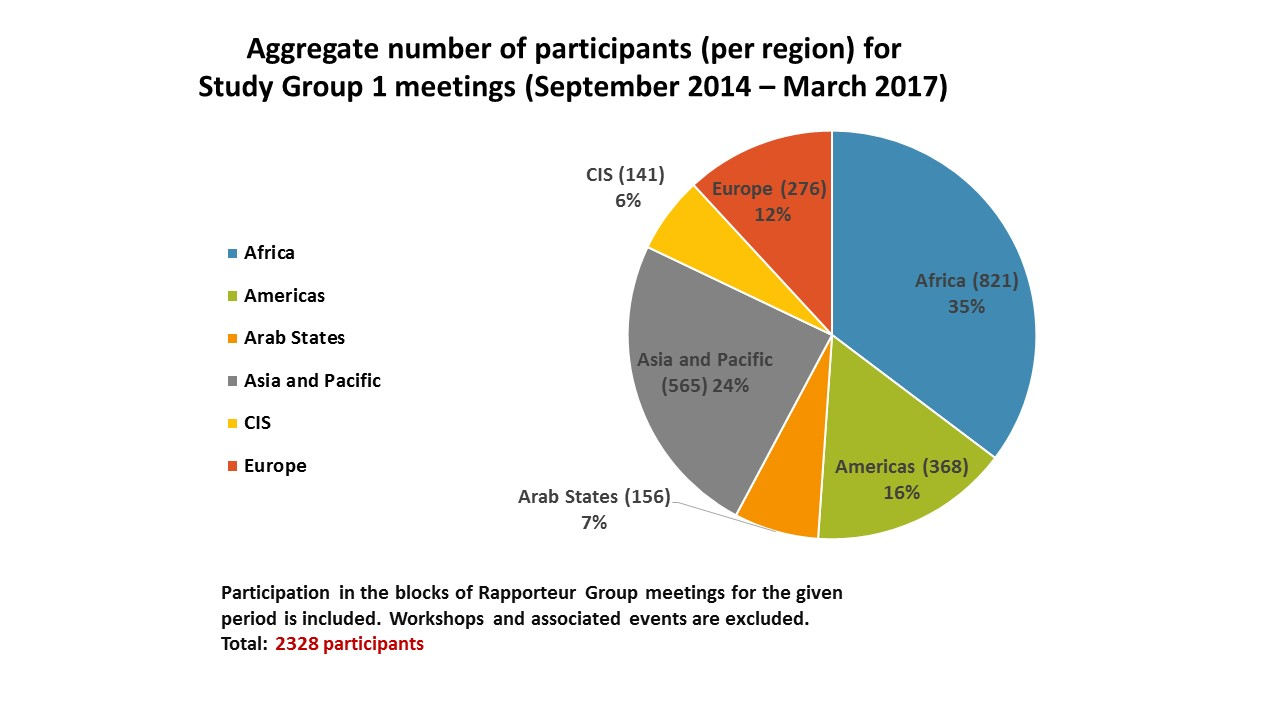 Aggregate number of participants (per region) for
Study Group 1 meetings (September 2014 – March 2017)
Africa
Americas
Arab States
Asia and Pacific
CIS
Europe
CIS (141)
6%
Europe (276)
12%
Africa (821)
35%
Asia and Pacific
(565) 24%
Americas (368)
16%
Arab States (156)
7%
Participation in the blocks of Rapporteur Group meetings for the given
period is included. Workshops and associated events are excluded.
Total: 2328 participants